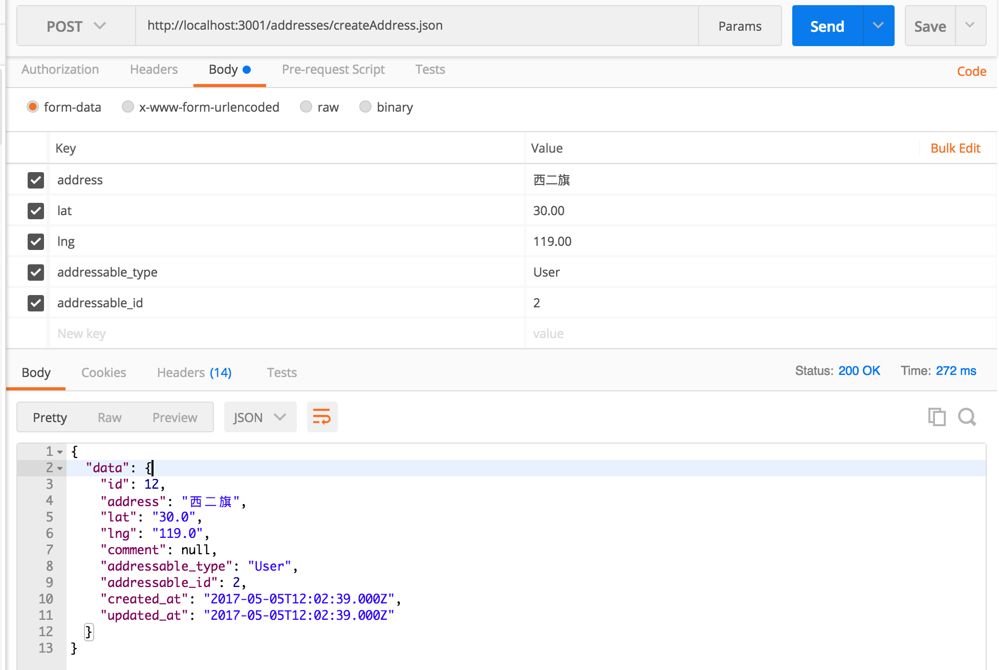 POST http://localhost:3001/addresses/createAddress.json Params Send Save
Authorization Headers Body Pre-request Script Tests Code
form-data x-www-form-urlencoded raw binary
Key Value Bulk Edit
address 西二旗
lat 30.00
lng 119.00
addressable_type User
addressable_id 2
New key value
Body Cookies Headers (14) Tests Status: 200 OK Time: 272 ms
Pretty Raw Preview JSON
1 {
2 "data": {
3 "id": 12,
4 "address": "西二旗",
5 "lat": "30.0",
6 "lng": "119.0",
7 "comment": null,
8 "addressable_type": "User",
9 "addressable_id": 2,
10 "created_at": "2017-05-05T12:02:39.000Z",
11 "updated_at": "2017-05-05T12:02:39.000Z"
12 }
13 }